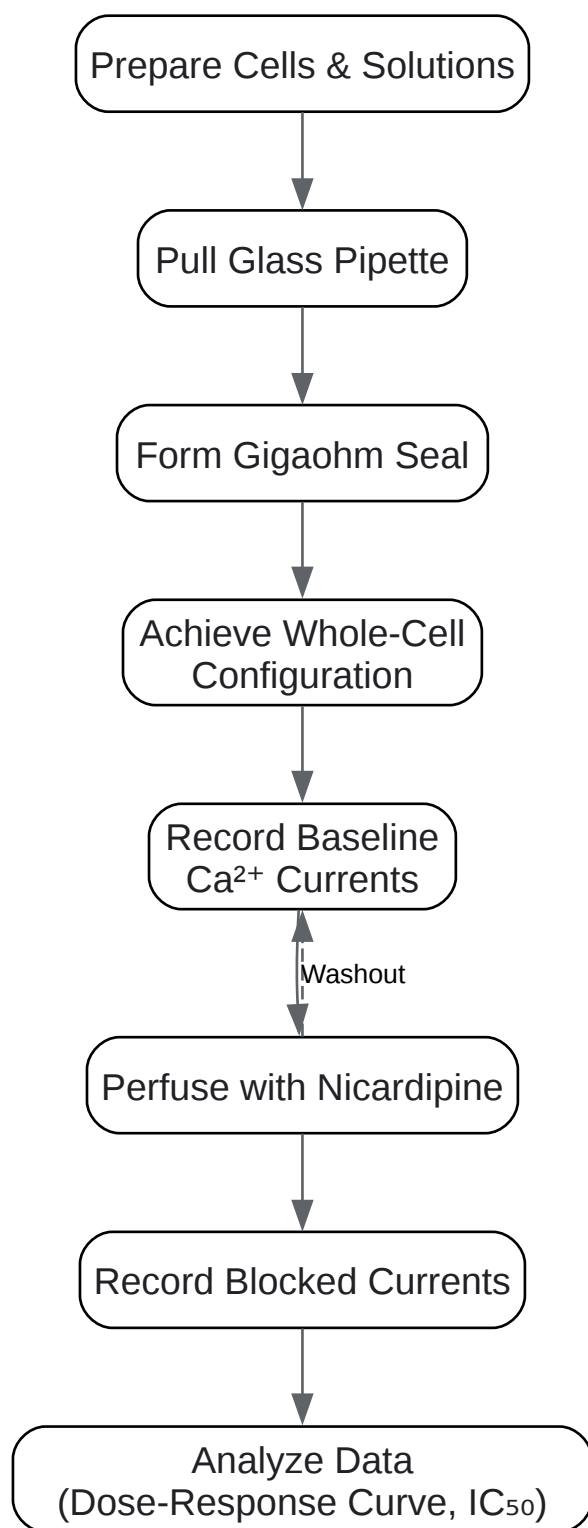 Prepare Cells & Solutions
Pull Glass Pipette
Form Gigaohm Seal
Achieve Whole-Cell
Configuration
Record Baseline
Ca²⁺ Currents
Washout
Perfuse with Nicardipine
Record Blocked Currents
Analyze Data
(Dose-Response Curve, IC₅₀)